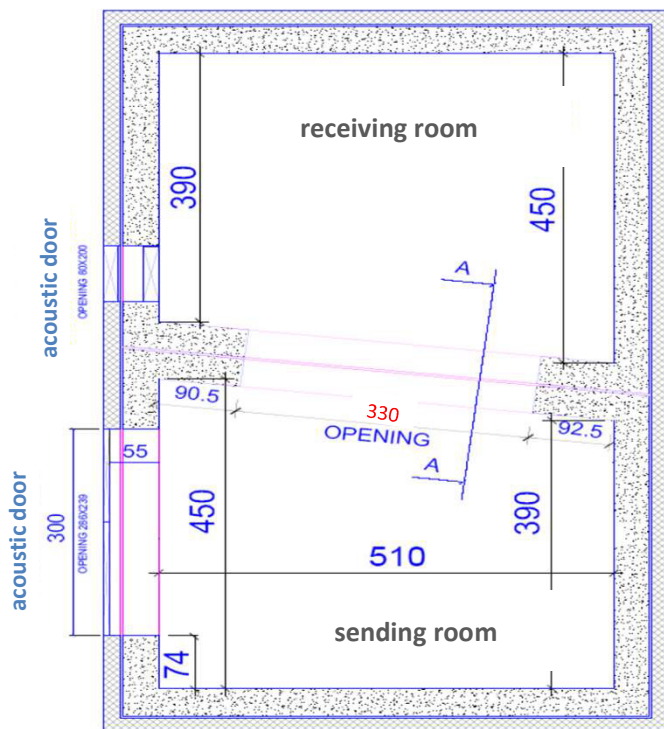 receiving room
390
450
acoustic door
OPENING 80X200
A
90.5
330
OPENING
92.5
A
55
acoustic door
300
OPENING 286X239
450
390
510
sending room
74